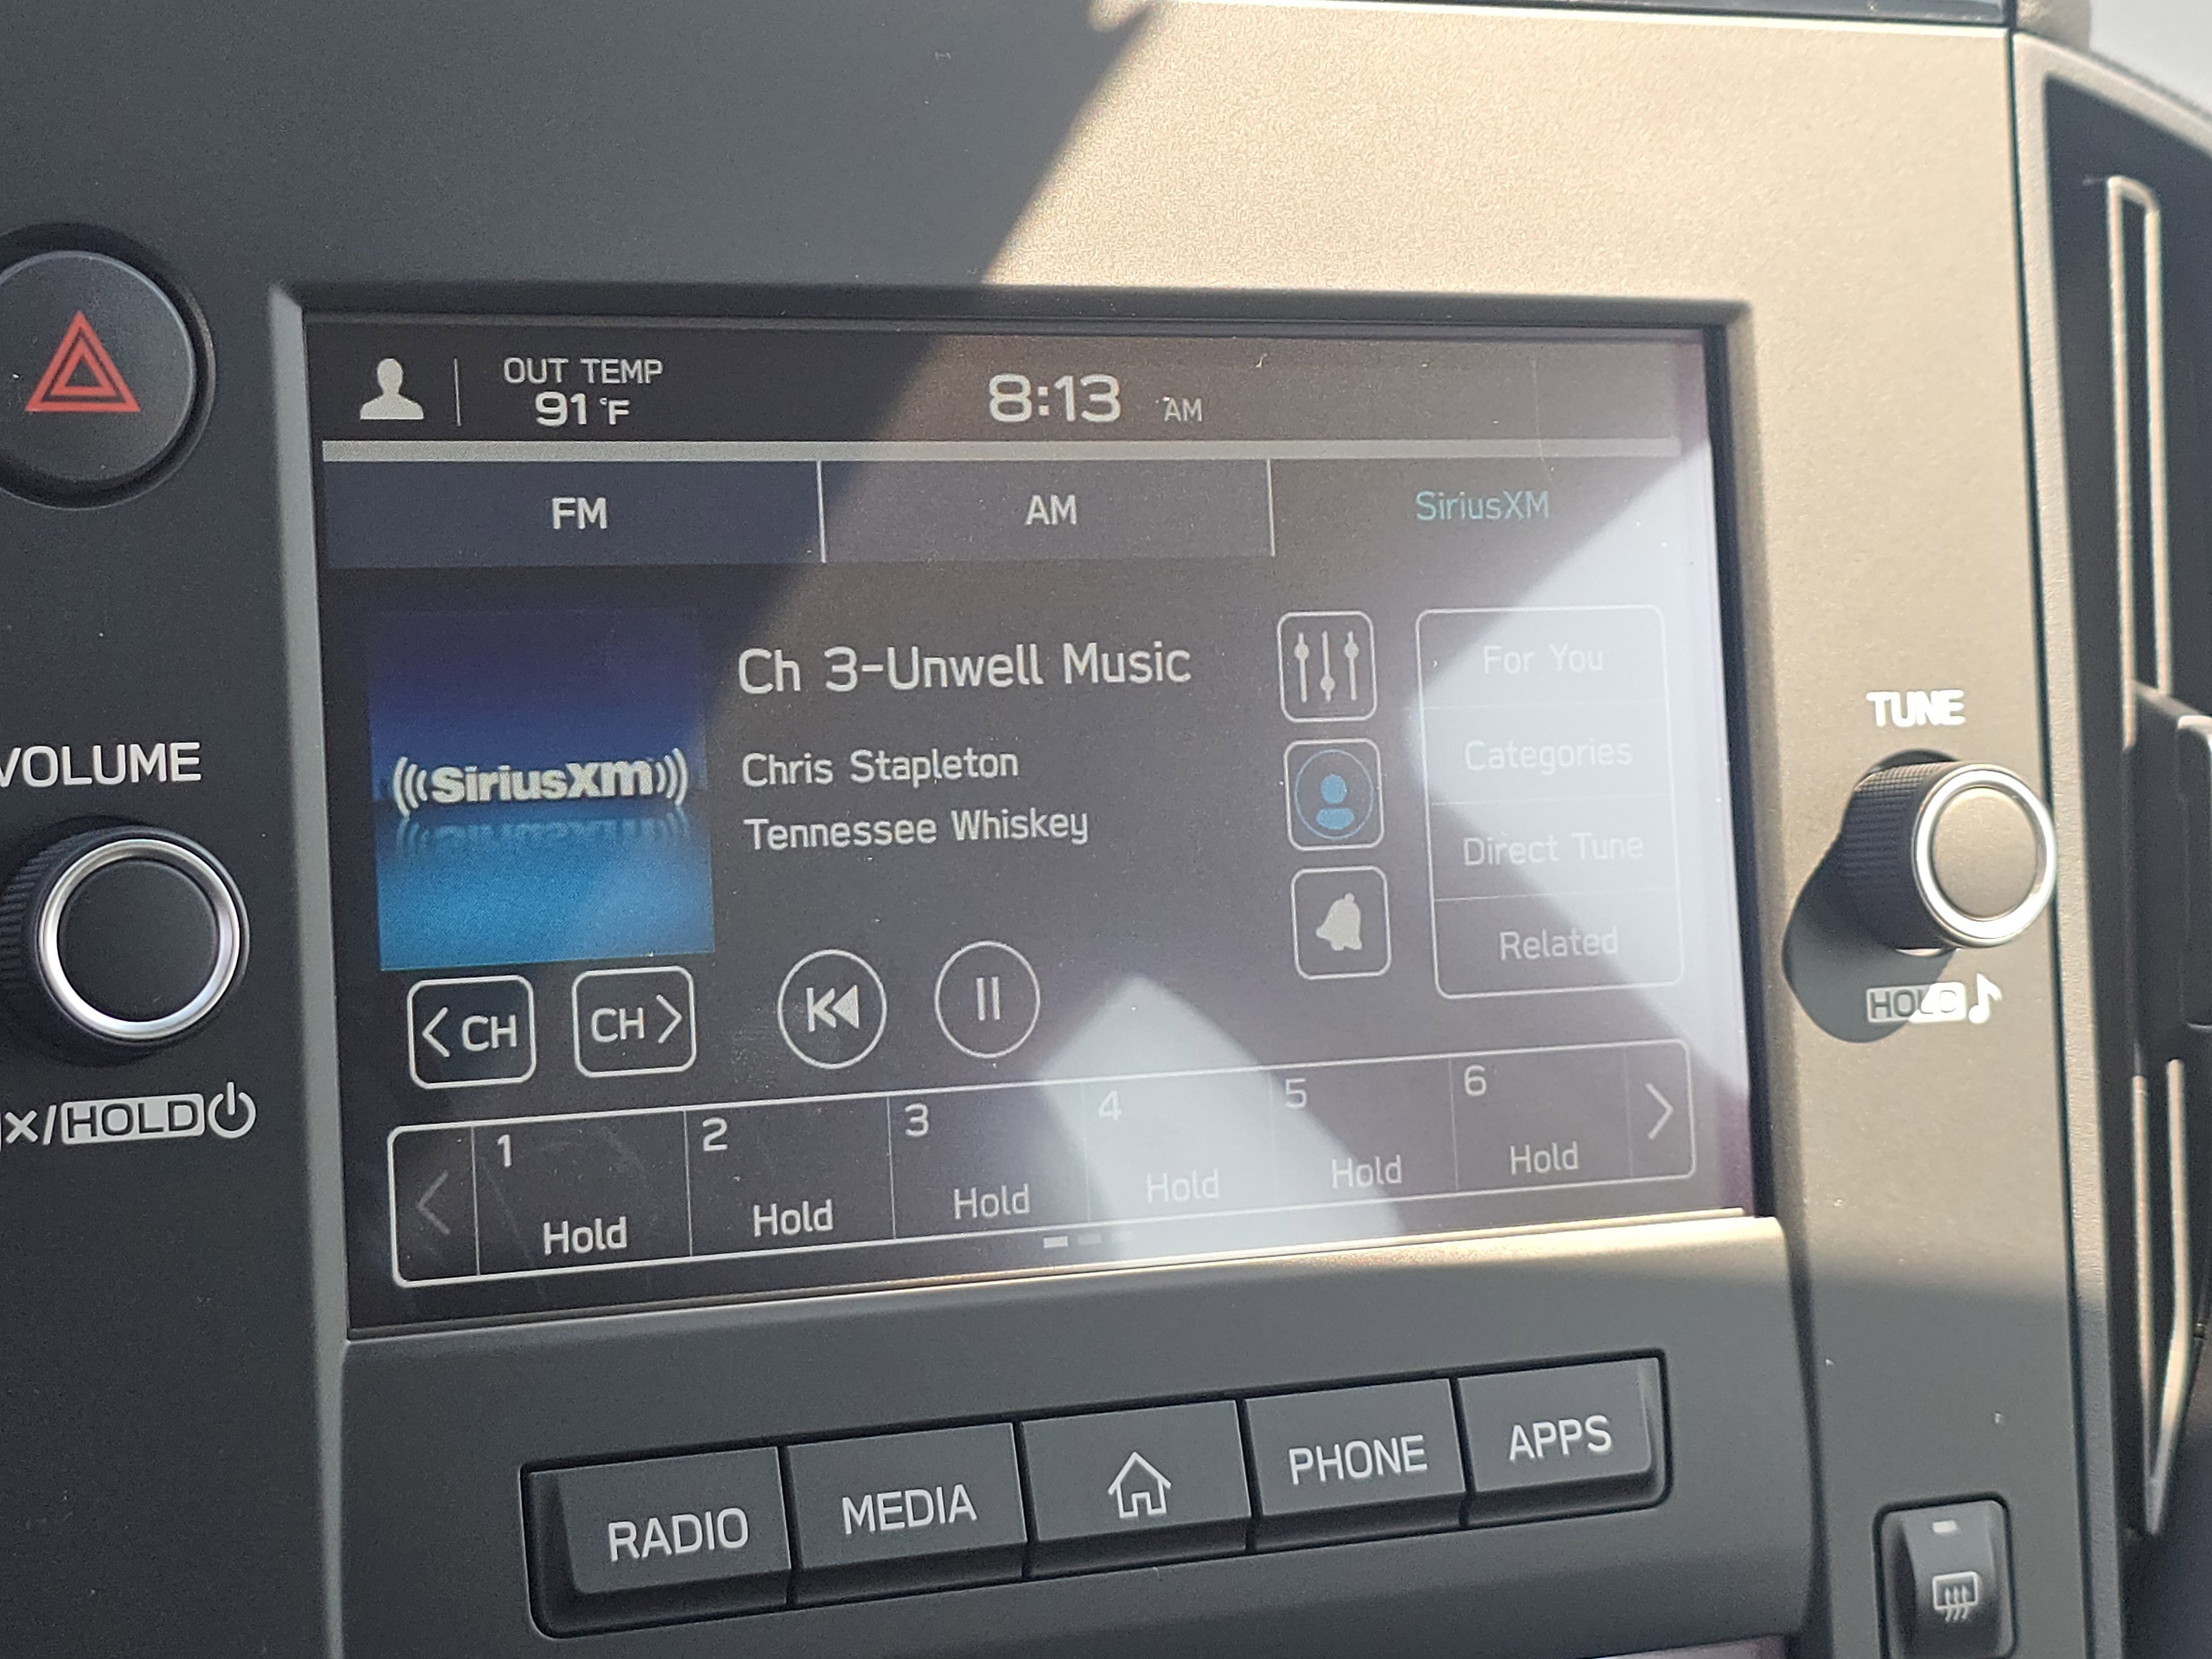 OUT TEMP
91°F
8:13 AM
FM
AM
SiriusXM
Ch 3-Unwell Music
For You
TUNE
VOLUME
(((SiriusXM)))
Chris Stapleton
Categories
Tennessee Whiskey
Direct Tune
Related
CH
CH
HOLD
1
2
3
4
5
6
HOLD
Hold
Hold
Hold
Hold
Hold
Hold
RADIO
MEDIA
PHONE
APPS